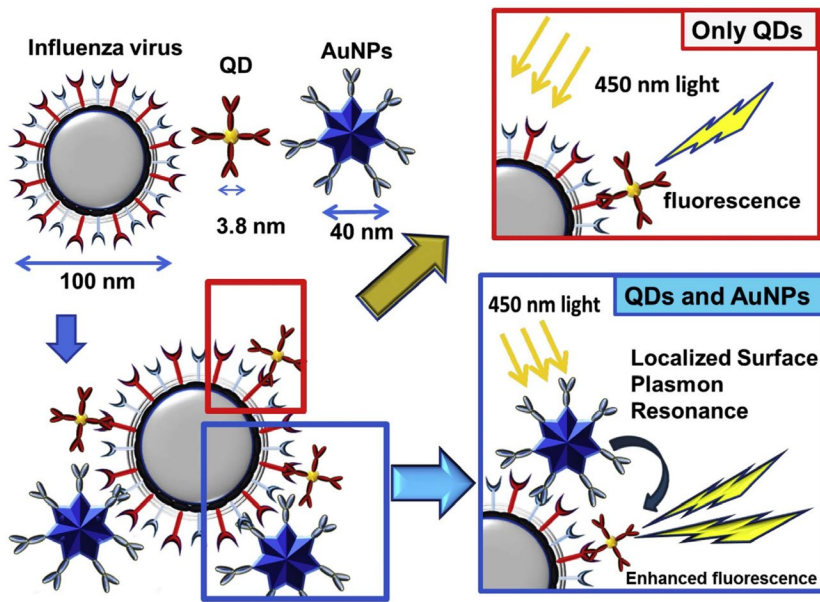 Influenza virus
QD
AuNPs
3.8 nm
40 nm
100 nm
Only QDs
450 nm light
fluorescence
QDs and AuNPs
450 nm light
Localized Surface
Plasmon
Resonance
Enhanced fluorescence